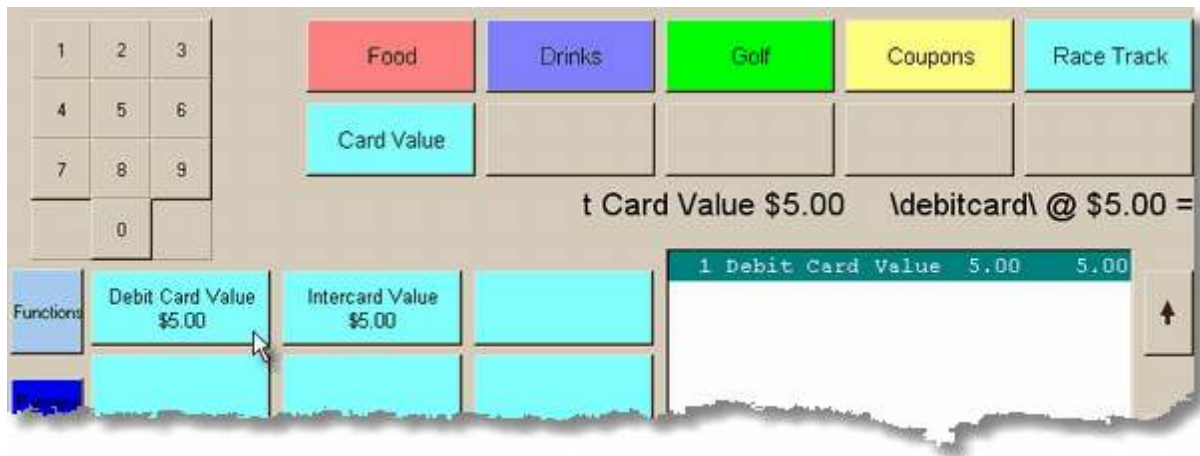 1 2 3
4 5 6
7 8 9
0
Food Drinks Golf Coupons Race Track
Card Value
t Card Value $5.00 \debitcard\ @ $5.00 =
Functions
Debit Card Value
$5.00
Intercard Value
$5.00
1 Debit Card Value 5.00 5.00